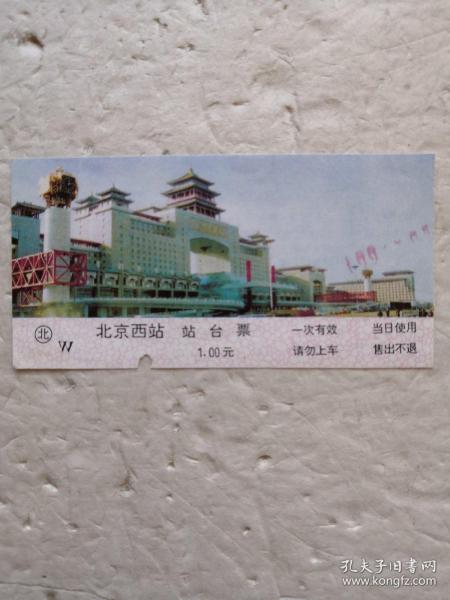 北京西站 站台票 一次有效 当日使用
北 W 1.00元 请勿上车 售出不退
孔夫子旧书网
www.kongfz.com